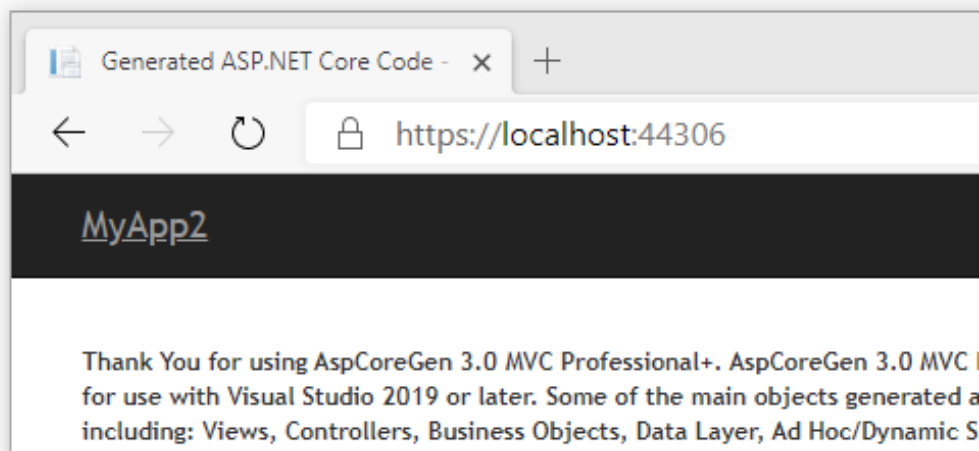 Generated ASP.NET Core Code -
https://localhost:44306
MyApp2
Thank You for using AspCoreGen 3.0 MVC Professional+. AspCoreGen 3.0 MVC
for use with Visual Studio 2019 or later. Some of the main objects generated a
including: Views, Controllers, Business Objects, Data Layer, Ad Hoc/Dynamic S